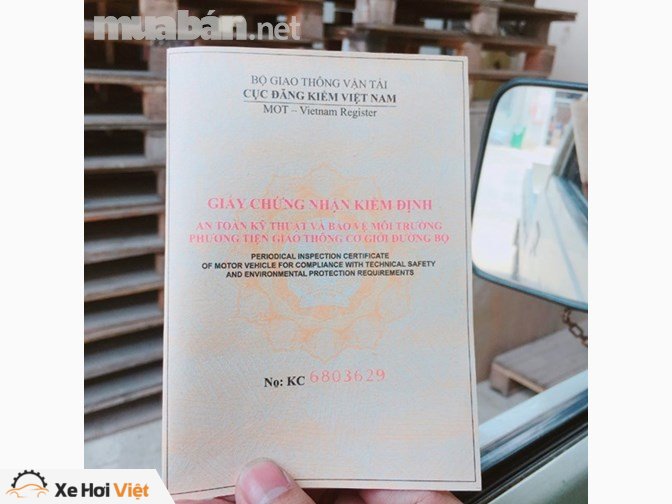 muabán.net
BỘ GIAO THÔNG VẬN TẢI
CỤC ĐĂNG KIỂM VIỆT NAM
MOT – Vietnam Register
GIẤY CHỨNG NHẬN KIỂM ĐỊNH
AN TOÀN KỸ THUẬT VÀ BẢO VỆ MÔI TRƯỜNG
PHƯƠNG TIỆN GIAO THÔNG CƠ GIỚI ĐƯỜNG BỘ
PERIODICAL INSPECTION CERTIFICATE
OF MOTOR VEHICLE FOR COMPLIANCE WITH TECHNICAL SAFETY
AND ENVIRONMENTAL PROTECTION REQUIREMENTS
Nọ: KC 6803629
Xe Hơi Việt